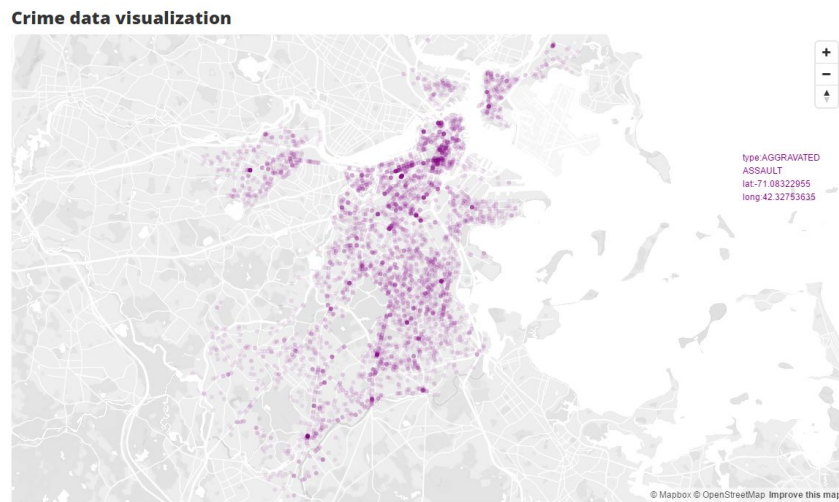 Crime data visualization
+
−
type:AGGRAVATED
ASSAULT
lat:-71.08322955
long:42.32753635
© Mapbox © OpenStreetMap Improve this map